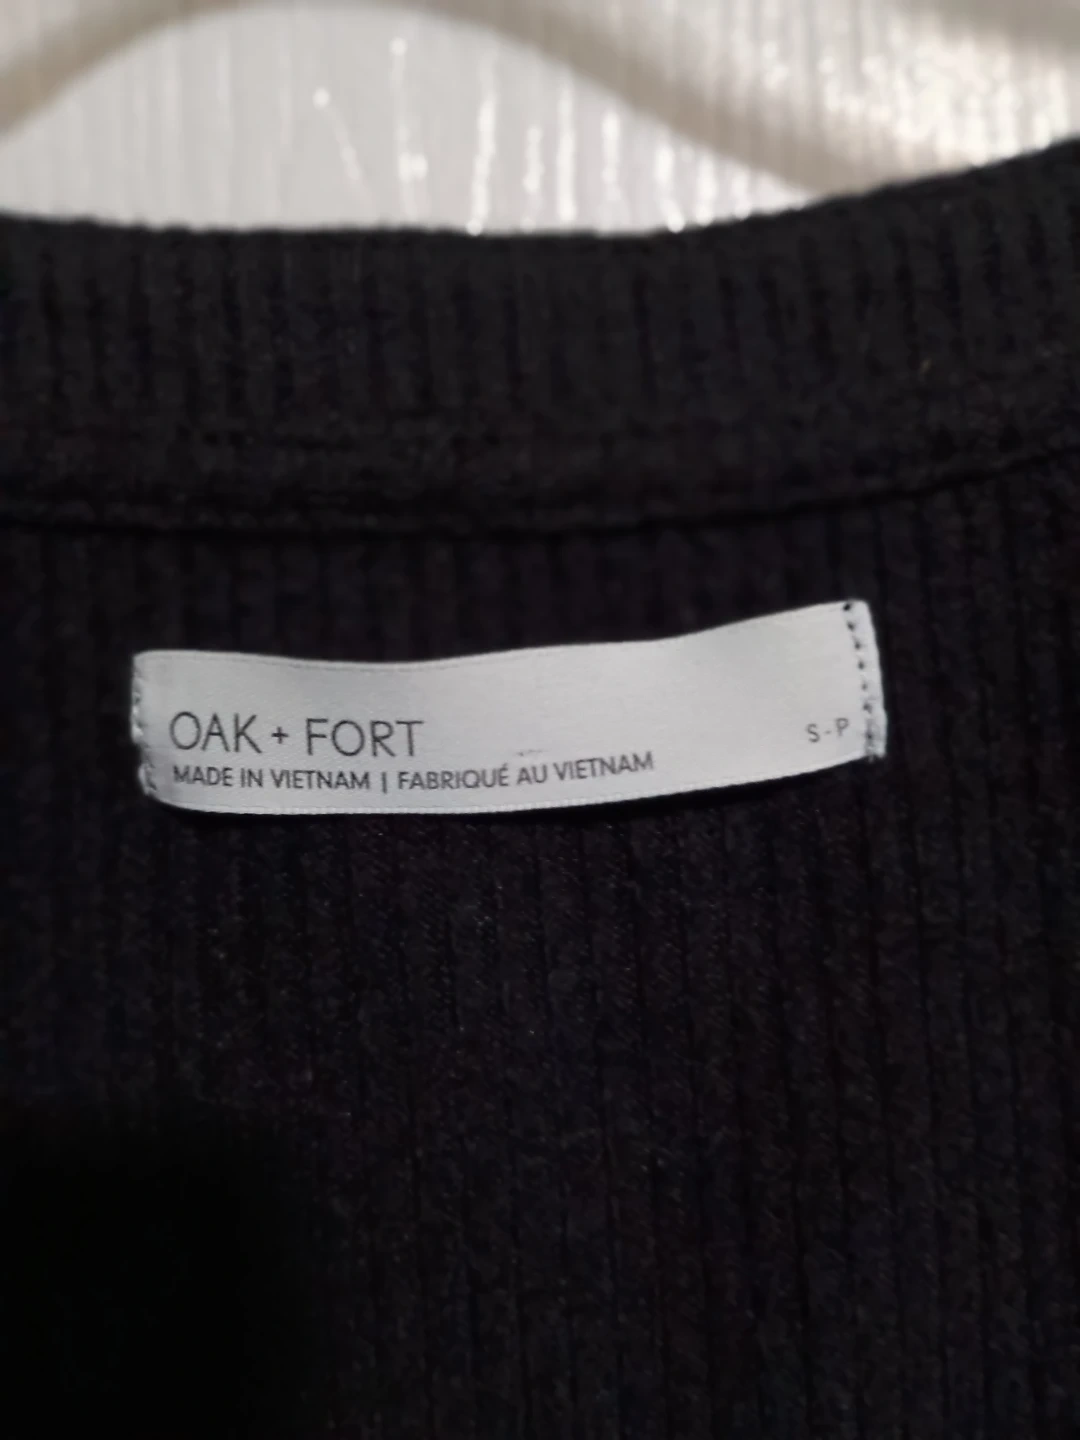 OAK + FORT
MADE IN VIETNAM | FABRIQUÉ AU VIETNAM
S-P